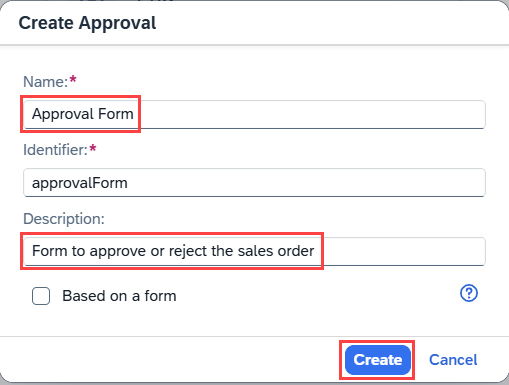 Create Approval
Name:*
Approval Form
Identifier:*
approvalForm
Description:
Form to approve or reject the sales order
Based on a form
Create Cancel